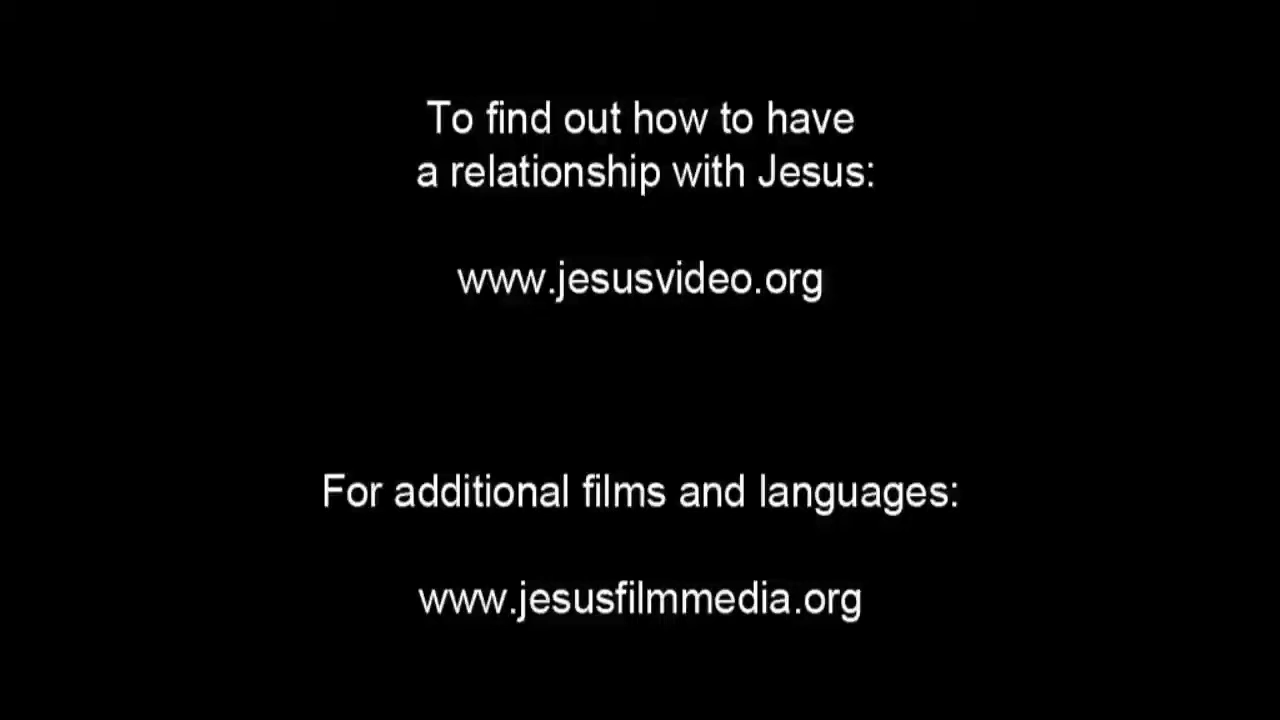 To find out how to have
a relationship with Jesus:
www.jesusvideo.org
For additional films and languages:
www.jesusfilmmedia.org